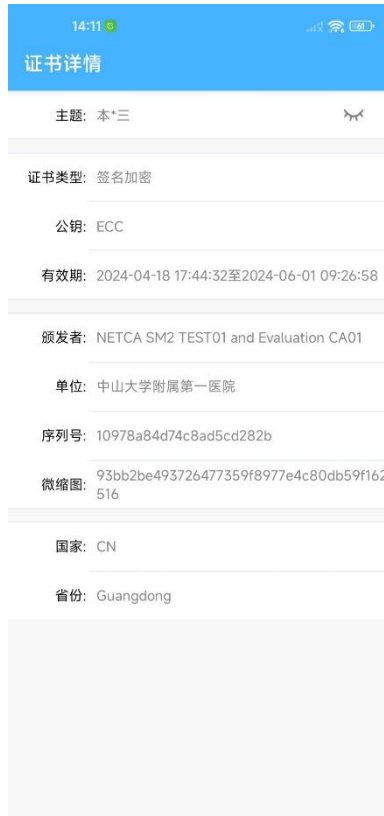 14:11
61
证书详情
主题: 本*三
证书类型: 签名加密
公钥: ECC
有效期: 2024-04-18 17:44:32至2024-06-01 09:26:58
颁发者: NETCA SM2 TEST01 and Evaluation CA01
单位: 中山大学附属第一医院
序列号: 10978a84d74c8ad5cd282b
微缩图: 93bb2be493726477359f8977e4c80db59f162
516
国家: CN
省份: Guangdong